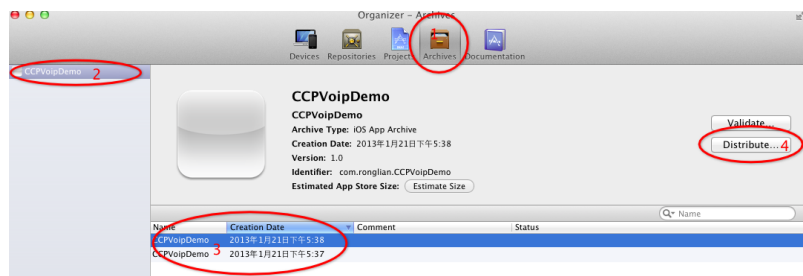 Organizer – Archives
1
Devices Repositories Projects Archives Documentation
CCPVoipDemo 2
CCPVoipDemo
CCPVoipDemo
Archive Type: iOS App Archive
Creation Date: 2013年1月21日下午5:38
Version: 1.0
Identifier: com.ronglian.CCPVoipDemo
Estimated App Store Size: Estimate Size
Validate...
Distribute... 4
Name
Name Creation Date Comment Status
CCPVoipDemo 2013年1月21日下午5:38
3
CCPVoipDemo 2013年1月21日下午5:37